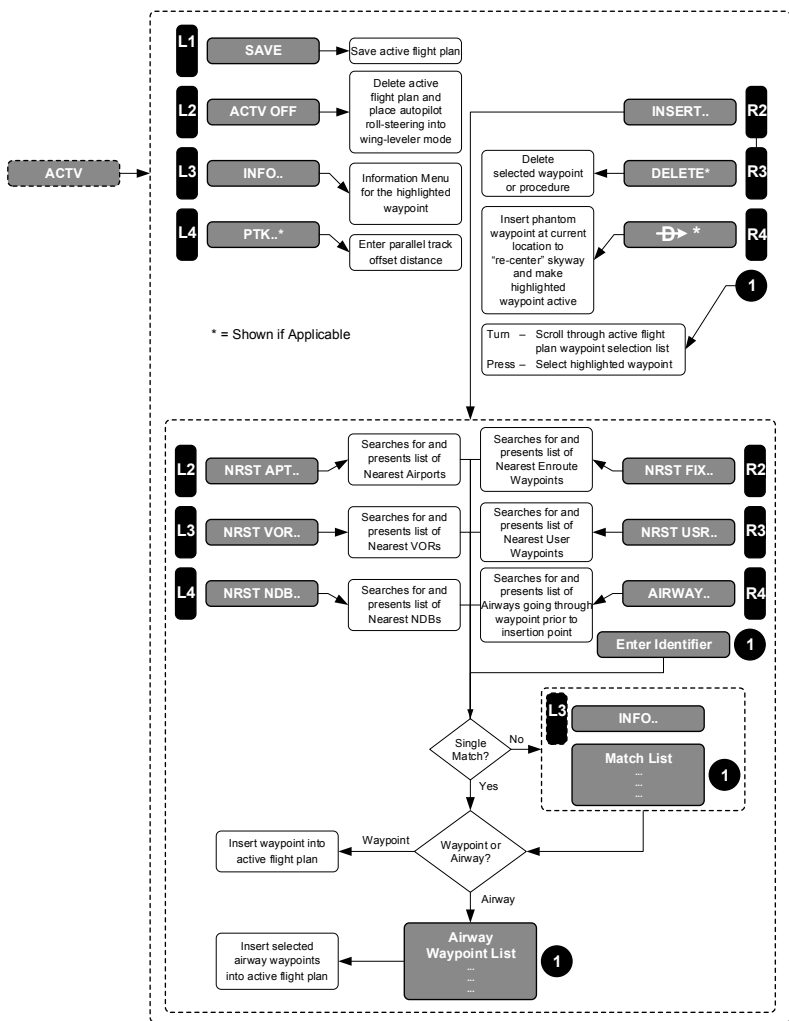 ACTV
L1
SAVE
Save active flight plan
L2
ACTV OFF
Delete active
flight plan and
place autopilot
roll-steering into
wing-leveler mode
L3
INFO..
Information Menu
for the highlighted
waypoint
L4
PTK..*
Enter parallel track
offset distance
* = Shown if Applicable
INSERT..
R2
Delete
selected waypoint
or procedure
DELETE*
R3
Insert phantom
waypoint at current
location to
“re-center” skyway
and make
highlighted
waypoint active
D *
R4
1
Turn – Scroll through active flight
plan waypoint selection list
Press – Select highlighted waypoint
L2
NRST APT..
Searches for and
presents list of
Nearest Airports
Searches for and
presents list of
Nearest Enroute
Waypoints
NRST FIX..
R2
L3
NRST VOR..
Searches for and
presents list of
Nearest VORs
Searches for and
presents list of
Nearest User
Waypoints
NRST USR..
R3
L4
NRST NDB..
Searches for and
presents list of
Nearest NDBs
Searches for and
presents list of
Airways going through
waypoint prior to
insertion point
AIRWAY..
R4
Enter Identifier
1
Single
Match?
No
Yes
L3
INFO..
Match List
...
...
...
1
Waypoint or
Airway?
Waypoint
Insert waypoint into
active flight plan
Airway
Airway
Waypoint List
...
...
...
1
Insert selected
airway waypoints
into active flight plan